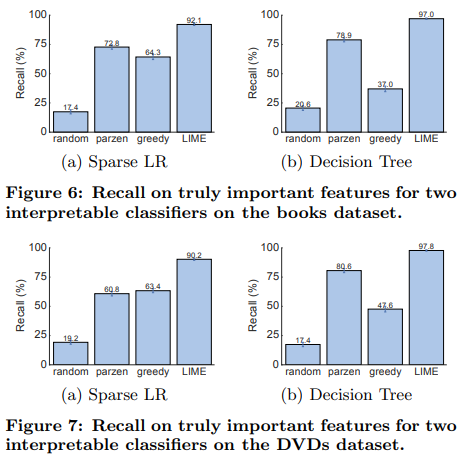 100
75
50
25
0
Recall (%)
17.4
72.8
64.3
92.1
random parzen greedy LIME
(a) Sparse LR
100
75
50
25
0
Recall (%)
20.6
78.9
37.0
97.0
random parzen greedy LIME
(b) Decision Tree
Figure 6: Recall on truly important features for two
interpretable classifiers on the books dataset.
100
75
50
25
0
Recall (%)
19.2
60.8
63.4
90.2
random parzen greedy LIME
(a) Sparse LR
100
75
50
25
0
Recall (%)
17.4
80.6
47.6
97.8
random parzen greedy LIME
(b) Decision Tree
Figure 7: Recall on truly important features for two
interpretable classifiers on the DVDs dataset.